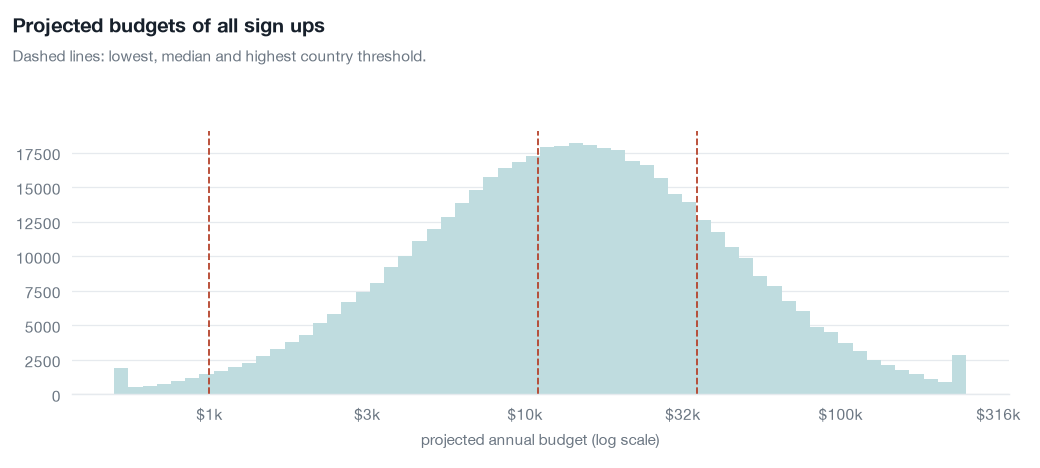 Projected budgets of all sign ups
Dashed lines: lowest, median and highest country threshold.
17500
15000
12500
10000
7500
5000
2500
0
$1k $3k $10k $32k $100k $316k
projected annual budget (log scale)